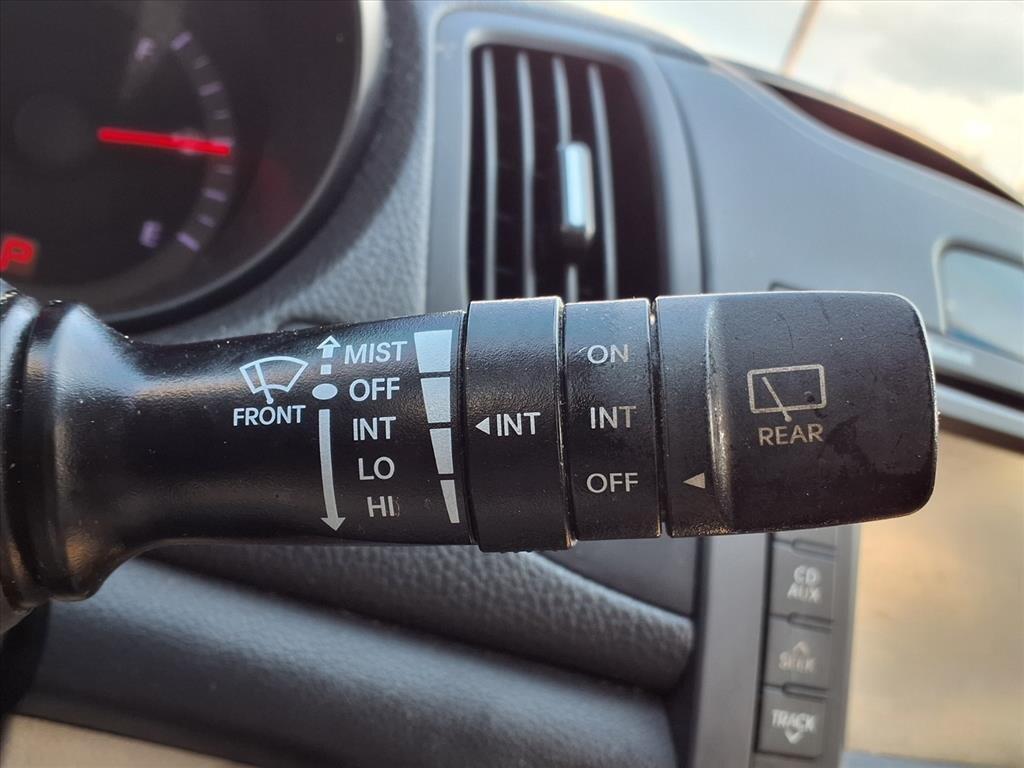 F
E
P
FRONT
MIST
OFF
INT
LO
HI
INT
ON
INT
OFF
REAR
CD
AUX
SEEK
TRACK